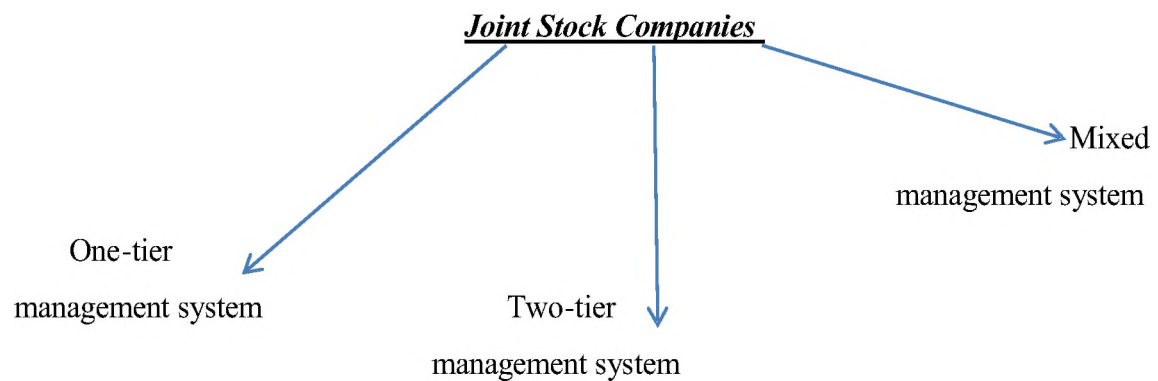 Joint Stock Companies
Mixed
management system
One-tier
management system
Two-tier
management system